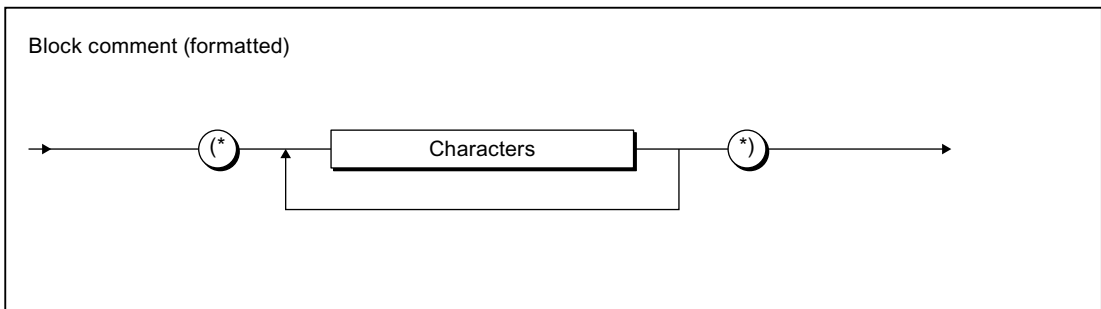 Block comment (formatted)
(* Characters *)